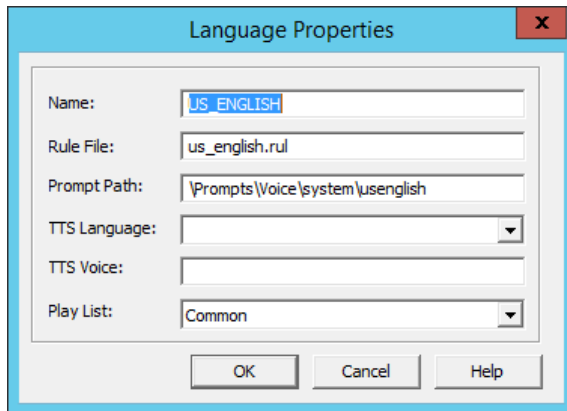 Language Properties
x
Name: US_ENGLISH
Rule File: us_english.rul
Prompt Path: \Prompts\Voice\system\usenglish
TTS Language:
TTS Voice:
Play List: Common
OK Cancel Help